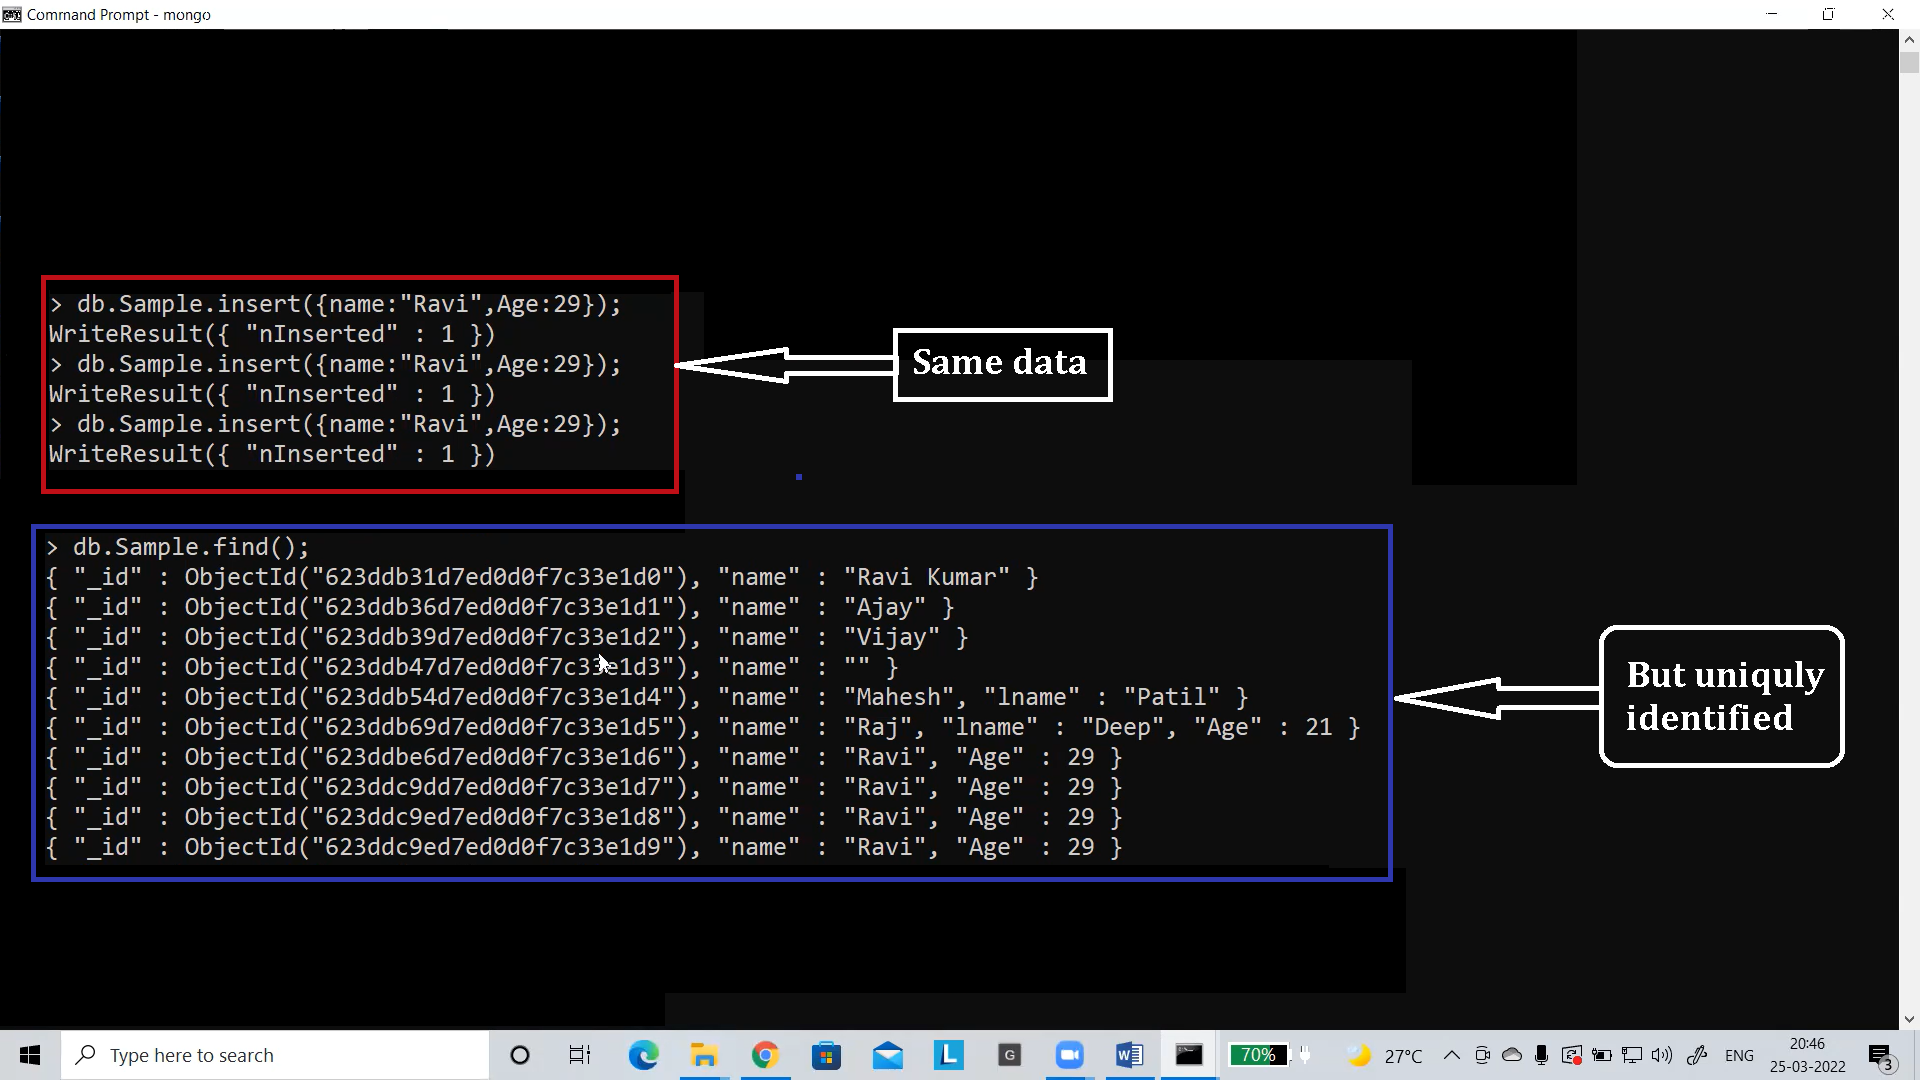 Command Prompt - mongo
> db.Sample.insert({name:"Ravi",Age:29});
WriteResult({ "nInserted" : 1 })
> db.Sample.insert({name:"Ravi",Age:29});
WriteResult({ "nInserted" : 1 })
> db.Sample.insert({name:"Ravi",Age:29});
WriteResult({ "nInserted" : 1 })
Same data
> db.Sample.find();
{ "_id" : ObjectId("623ddb31d7ed0d0f7c33e1d0"), "name" : "Ravi Kumar" }
{ "_id" : ObjectId("623ddb36d7ed0d0f7c33e1d1"), "name" : "Ajay" }
{ "_id" : ObjectId("623ddb39d7ed0d0f7c33e1d2"), "name" : "Vijay" }
{ "_id" : ObjectId("623ddb47d7ed0d0f7c33e1d3"), "name" : "" }
{ "_id" : ObjectId("623ddb54d7ed0d0f7c33e1d4"), "name" : "Mahesh", "lname" : "Patil" }
{ "_id" : ObjectId("623ddb69d7ed0d0f7c33e1d5"), "name" : "Raj", "lname" : "Deep", "Age" : 21 }
{ "_id" : ObjectId("623ddbe6d7ed0d0f7c33e1d6"), "name" : "Ravi", "Age" : 29 }
{ "_id" : ObjectId("623ddc9dd7ed0d0f7c33e1d7"), "name" : "Ravi", "Age" : 29 }
{ "_id" : ObjectId("623ddc9ed7ed0d0f7c33e1d8"), "name" : "Ravi", "Age" : 29 }
{ "_id" : ObjectId("623ddc9ed7ed0d0f7c33e1d9"), "name" : "Ravi", "Age" : 29 }
But uniquly
identified
Type here to search
L
G
W
70%
27°C
ENG
20:46
25-03-2022
3